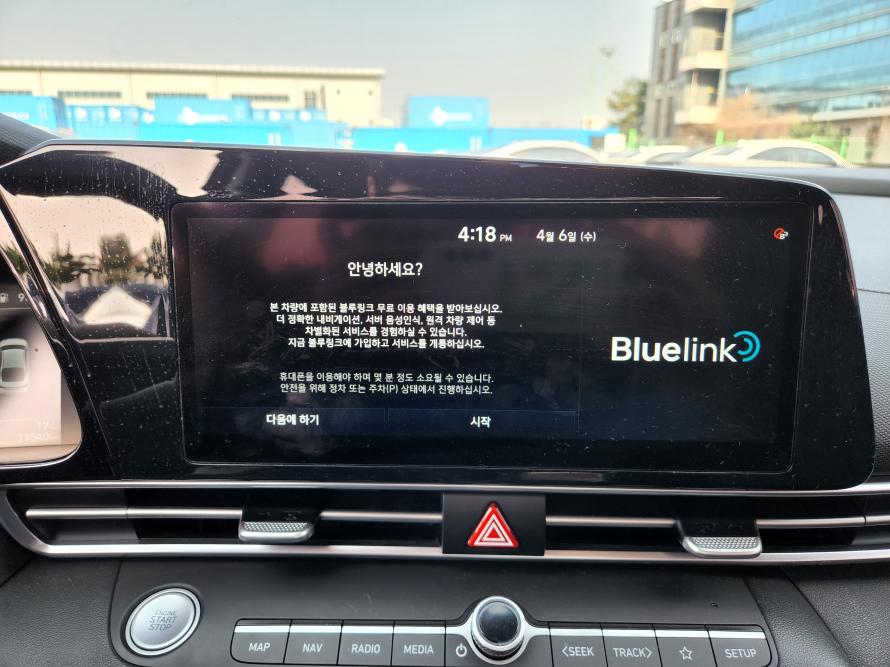 4:18 PM 4월 6일 (수)
안녕하세요?
본 차량에 포함된 블루링크 무료 이용 혜택을 받아보십시오.
더 정확한 내비게이션, 서버 음성인식, 원격 차량 제어 등
차별화된 서비스를 경험하실 수 있습니다.
지금 블루링크에 가입하고 서비스를 개통하십시오.
Bluelink
휴대폰을 이용해야 하며 몇 분 정도 소요될 수 있습니다.
안전을 위해 정차 또는 주차(P) 상태에서 진행하십시오.
다음에 하기
시작
17℃
19540
ENGINE
START
STOP
MAP
NAV
RADIO
MEDIA
SEEK
TRACK
SETUP